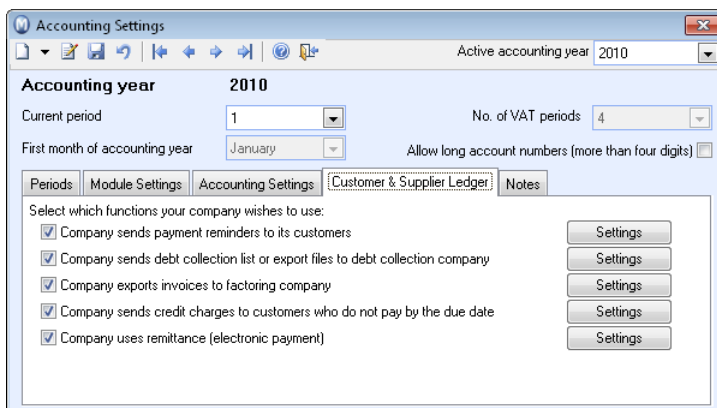 Accounting Settings
Active accounting year 2010
Accounting year 2010
Current period 1 No. of VAT periods 4
First month of accounting year January Allow long account numbers (more than four digits)
Periods Module Settings Accounting Settings Customer & Supplier Ledger Notes
Select which functions your company wishes to use:
Company sends payment reminders to its customers Settings
Company sends debt collection list or export files to debt collection company Settings
Company exports invoices to factoring company Settings
Company sends credit charges to customers who do not pay by the due date Settings
Company uses remittance (electronic payment) Settings